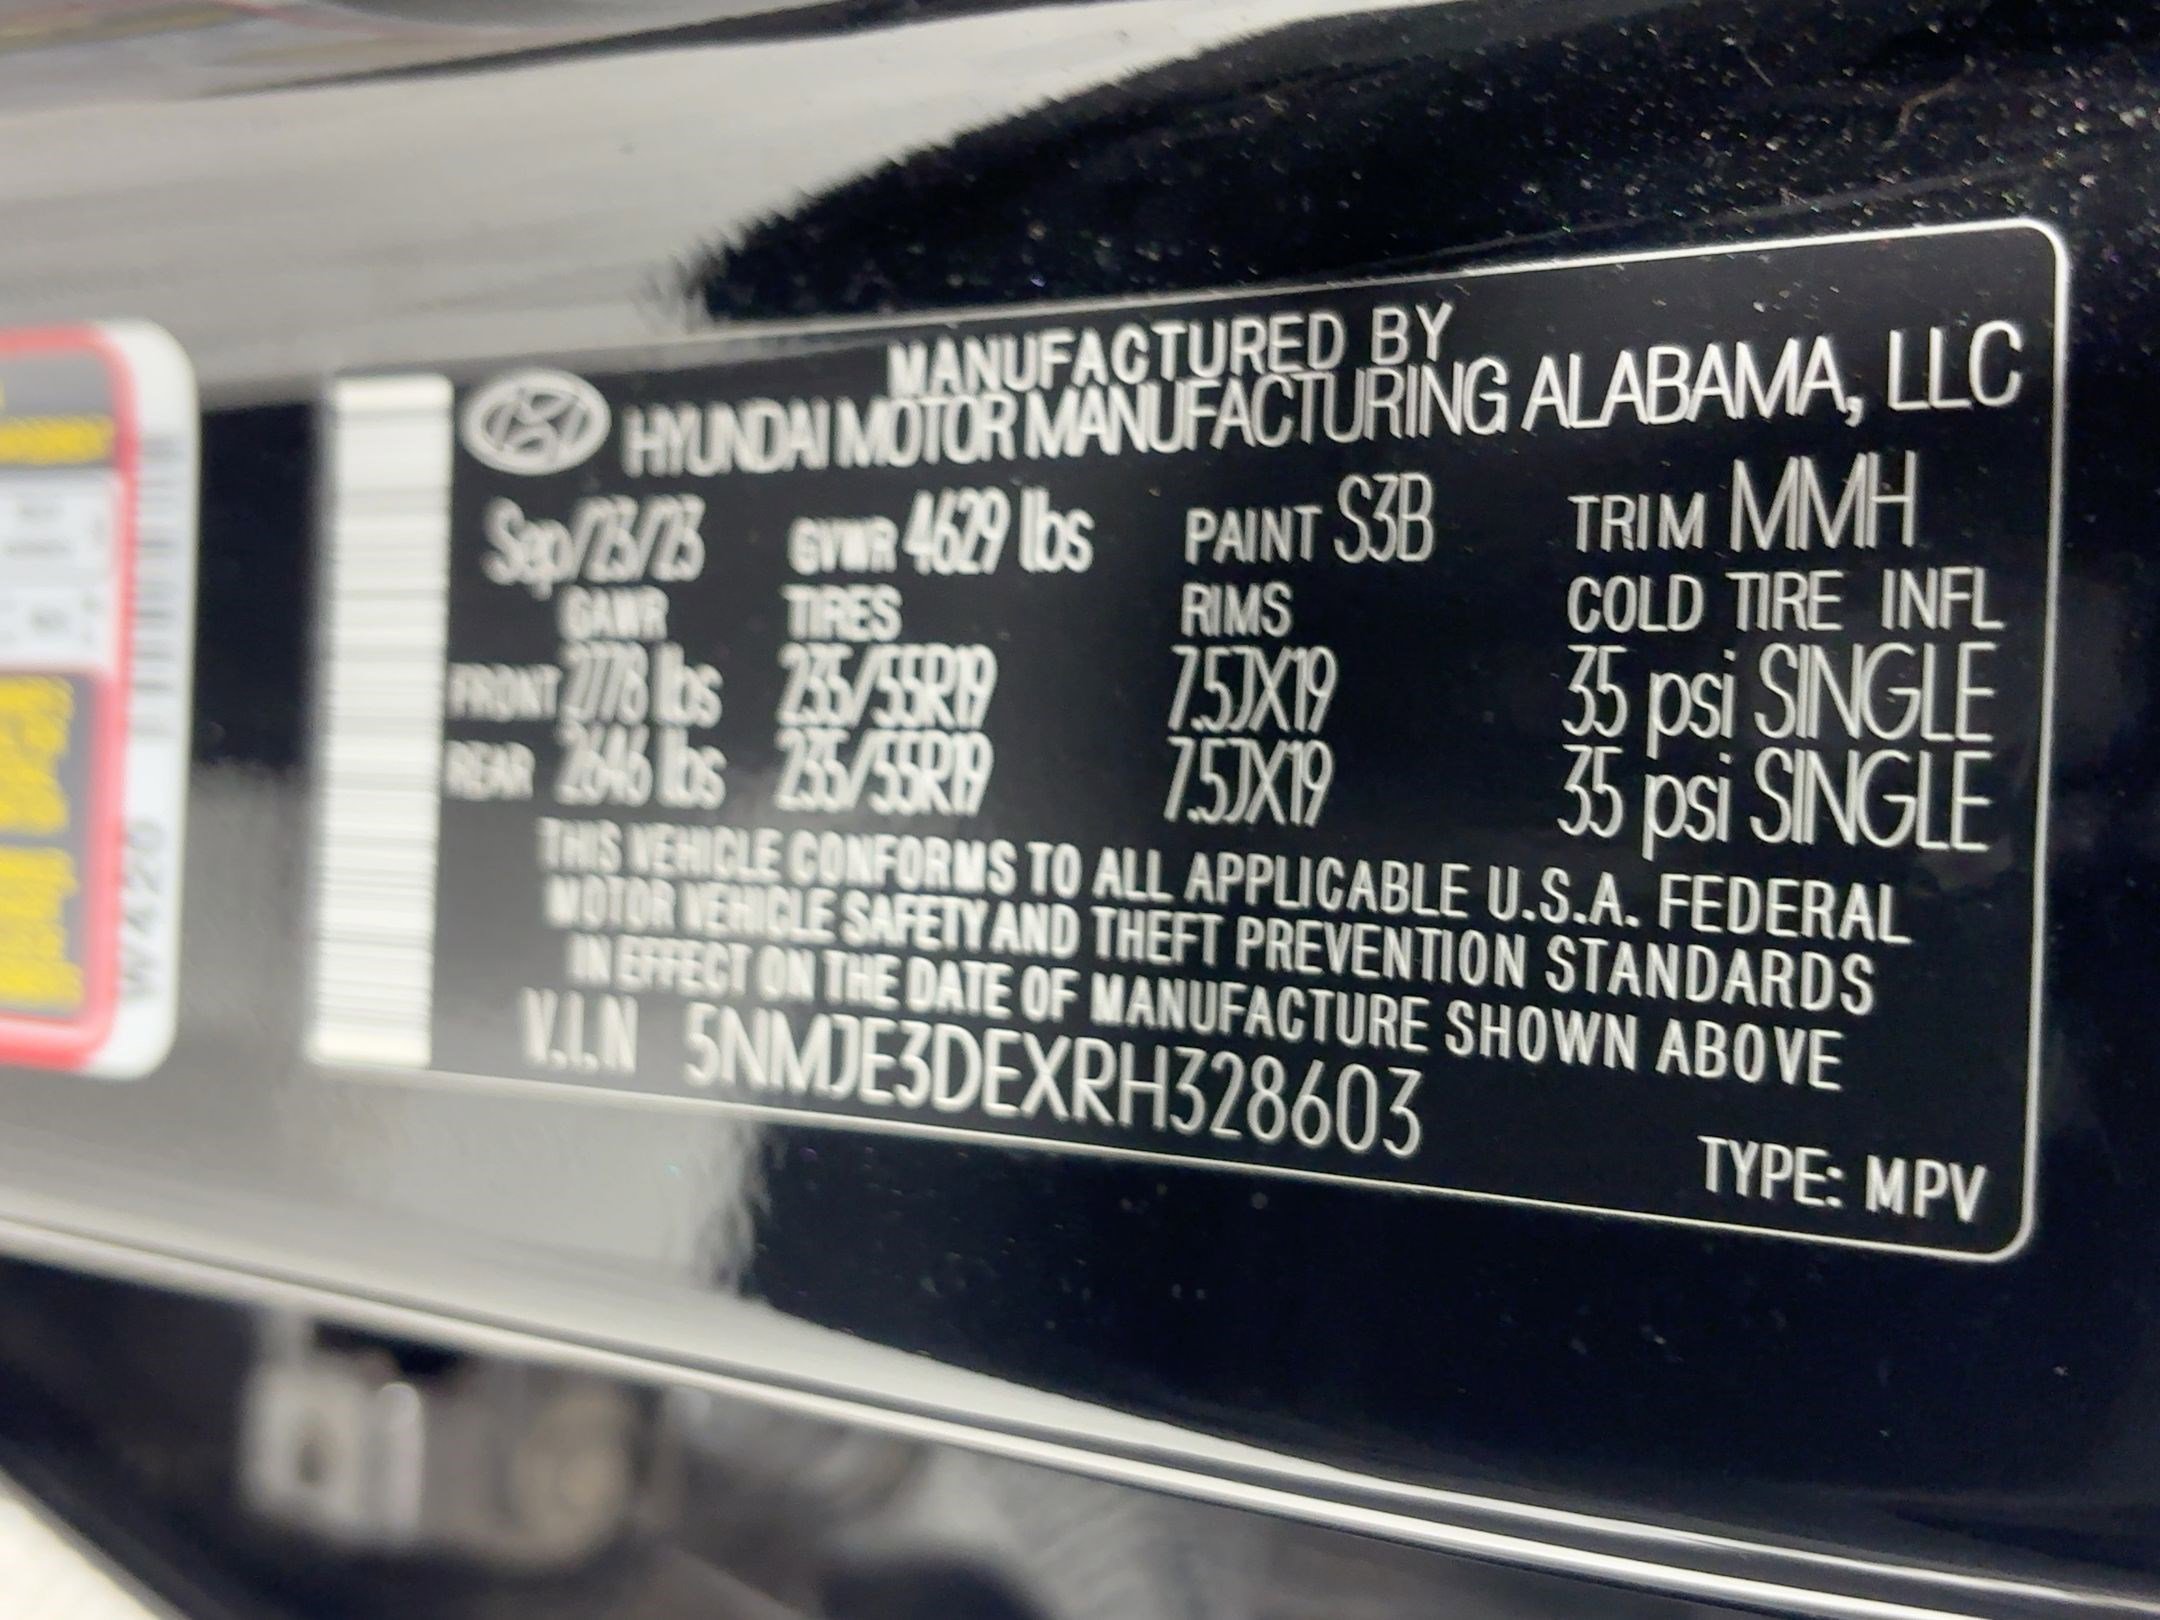 MANUFACTURED BY
HYUNDAI MOTOR MANUFACTURING ALABAMA, LLC
Sep/23/23 GVWR 4629 lbs PAINT S3B TRIM MMH
GAWR TIRES RIMS COLD TIRE INFL
FRONT 2778 lbs 235/55R19 7.5JX19 35 psi SINGLE
REAR 2646 lbs 235/55R19 7.5JX19 35 psi SINGLE
THIS VEHICLE CONFORMS TO ALL APPLICABLE U.S.A. FEDERAL
MOTOR VEHICLE SAFETY AND THEFT PREVENTION STANDARDS
IN EFFECT ON THE DATE OF MANUFACTURE SHOWN ABOVE
V.I.N 5NMJE3DEXRH328603
TYPE: MPV
W420